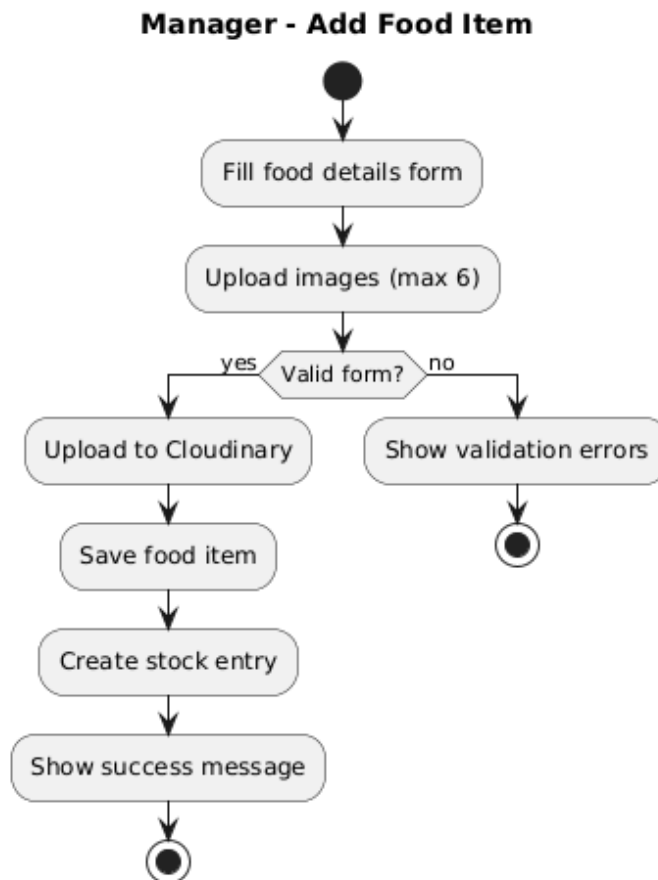 Manager - Add Food Item
Fill food details form
Upload images (max 6)
yes
Valid form?
no
Upload to Cloudinary
Show validation errors
Save food item
Create stock entry
Show success message